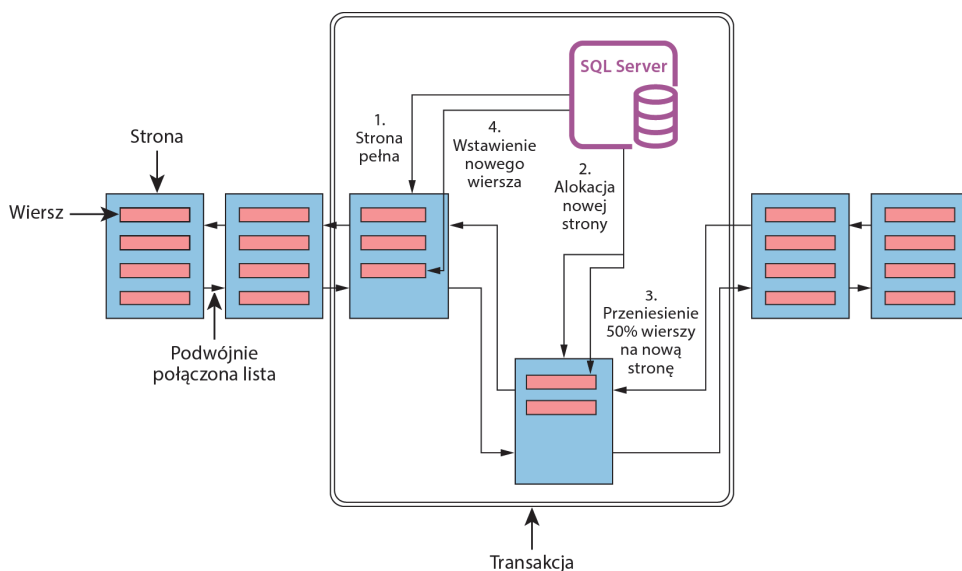 SQL Server
1.
Strona
pełna
4.
Wstawienie
nowego
wiersza
2.
Alokacja
nowej
strony
Strona
Wiersz
3.
Przeniesienie
50% wierszy
na nową
stronę
Podwójnie
połączona lista
Transakcja